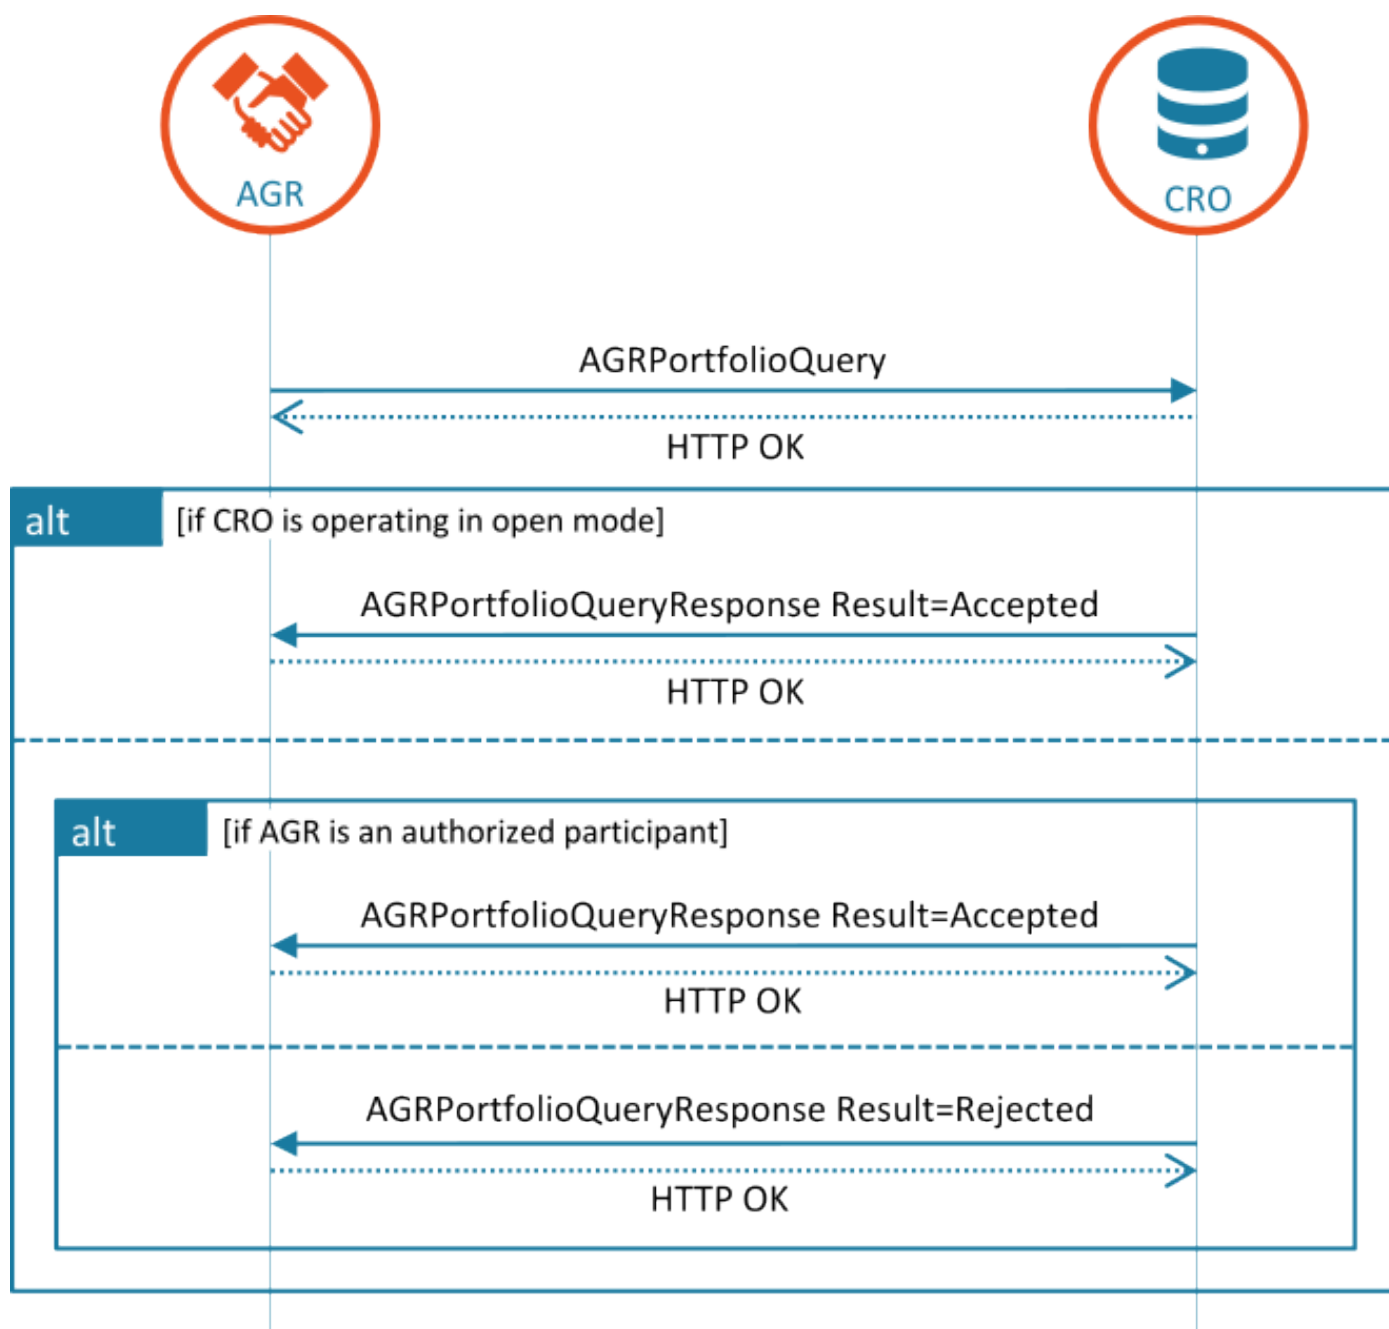 AGR
CRO
AGRPortfolioQuery
HTTP OK
alt
[if CRO is operating in open mode]
AGRPortfolioQueryResponse Result=Accepted
HTTP OK
alt
[if AGR is an authorized participant]
AGRPortfolioQueryResponse Result=Accepted
HTTP OK
AGRPortfolioQueryResponse Result=Rejected
HTTP OK